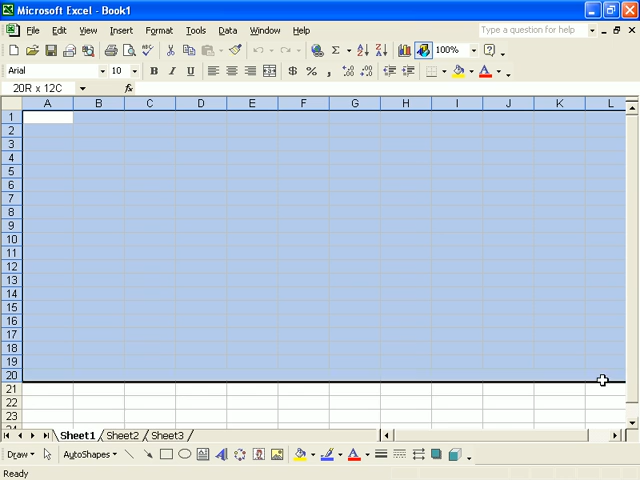 Microsoft Excel - Book1
File Edit View Insert Format Tools Data Window Help
Type a question for help
Σ 100% ?
Arial 10 B I U $ % , A
20R x 12C fx
A B C D E F G H I J K L
1
2
3
4
5
6
7
8
9
10
11
12
13
14
15
16
17
18
19
20
21
22
23
24
Sheet1 Sheet2 Sheet3
Draw AutoShapes A A
Ready